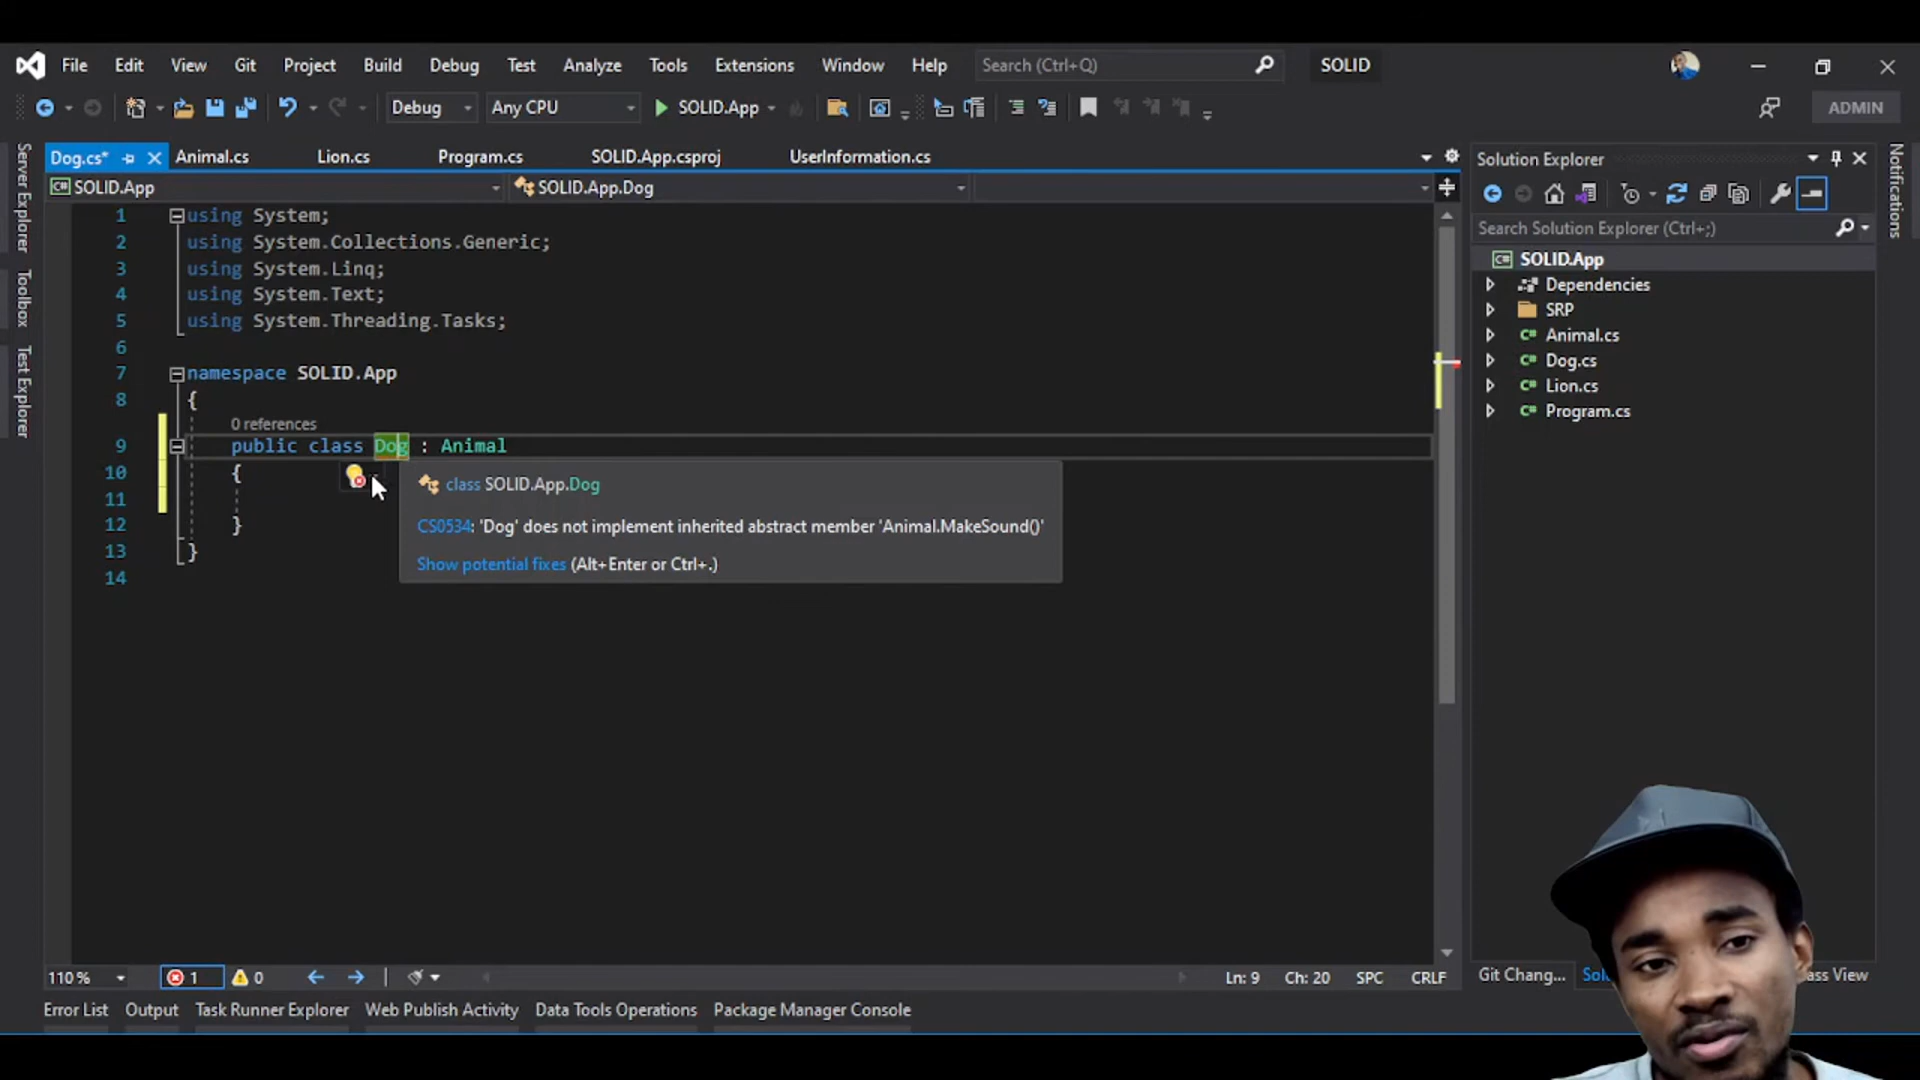 File Edit View Git Project Build Debug Test Analyze Tools Extensions Window Help Search (Ctrl+Q) SOLID
Debug Any CPU SOLID.App ADMIN
Server Explorer
Toolbox
Test Explorer
Dog.cs* Animal.cs Lion.cs Program.cs SOLID.App.csproj UserInformation.cs
SOLID.App SOLID.App.Dog
1 using System;
2 using System.Collections.Generic;
3 using System.Linq;
4 using System.Text;
5 using System.Threading.Tasks;
6
7 namespace SOLID.App
8 {
0 references
9 public class Dog : Animal
10 {
11
12 }
13 }
14
class SOLID.App.Dog
CS0534: 'Dog' does not implement inherited abstract member 'Animal.MakeSound()'
Show potential fixes (Alt+Enter or Ctrl+.)
Solution Explorer
Search Solution Explorer (Ctrl+;)
SOLID.App
Dependencies
SRP
Animal.cs
Dog.cs
Lion.cs
Program.cs
Notifications
110 % 1 0 Ln: 9 Ch: 20 SPC CRLF
Git Chang... View
Error List Output Task Runner Explorer Web Publish Activity Data Tools Operations Package Manager Console